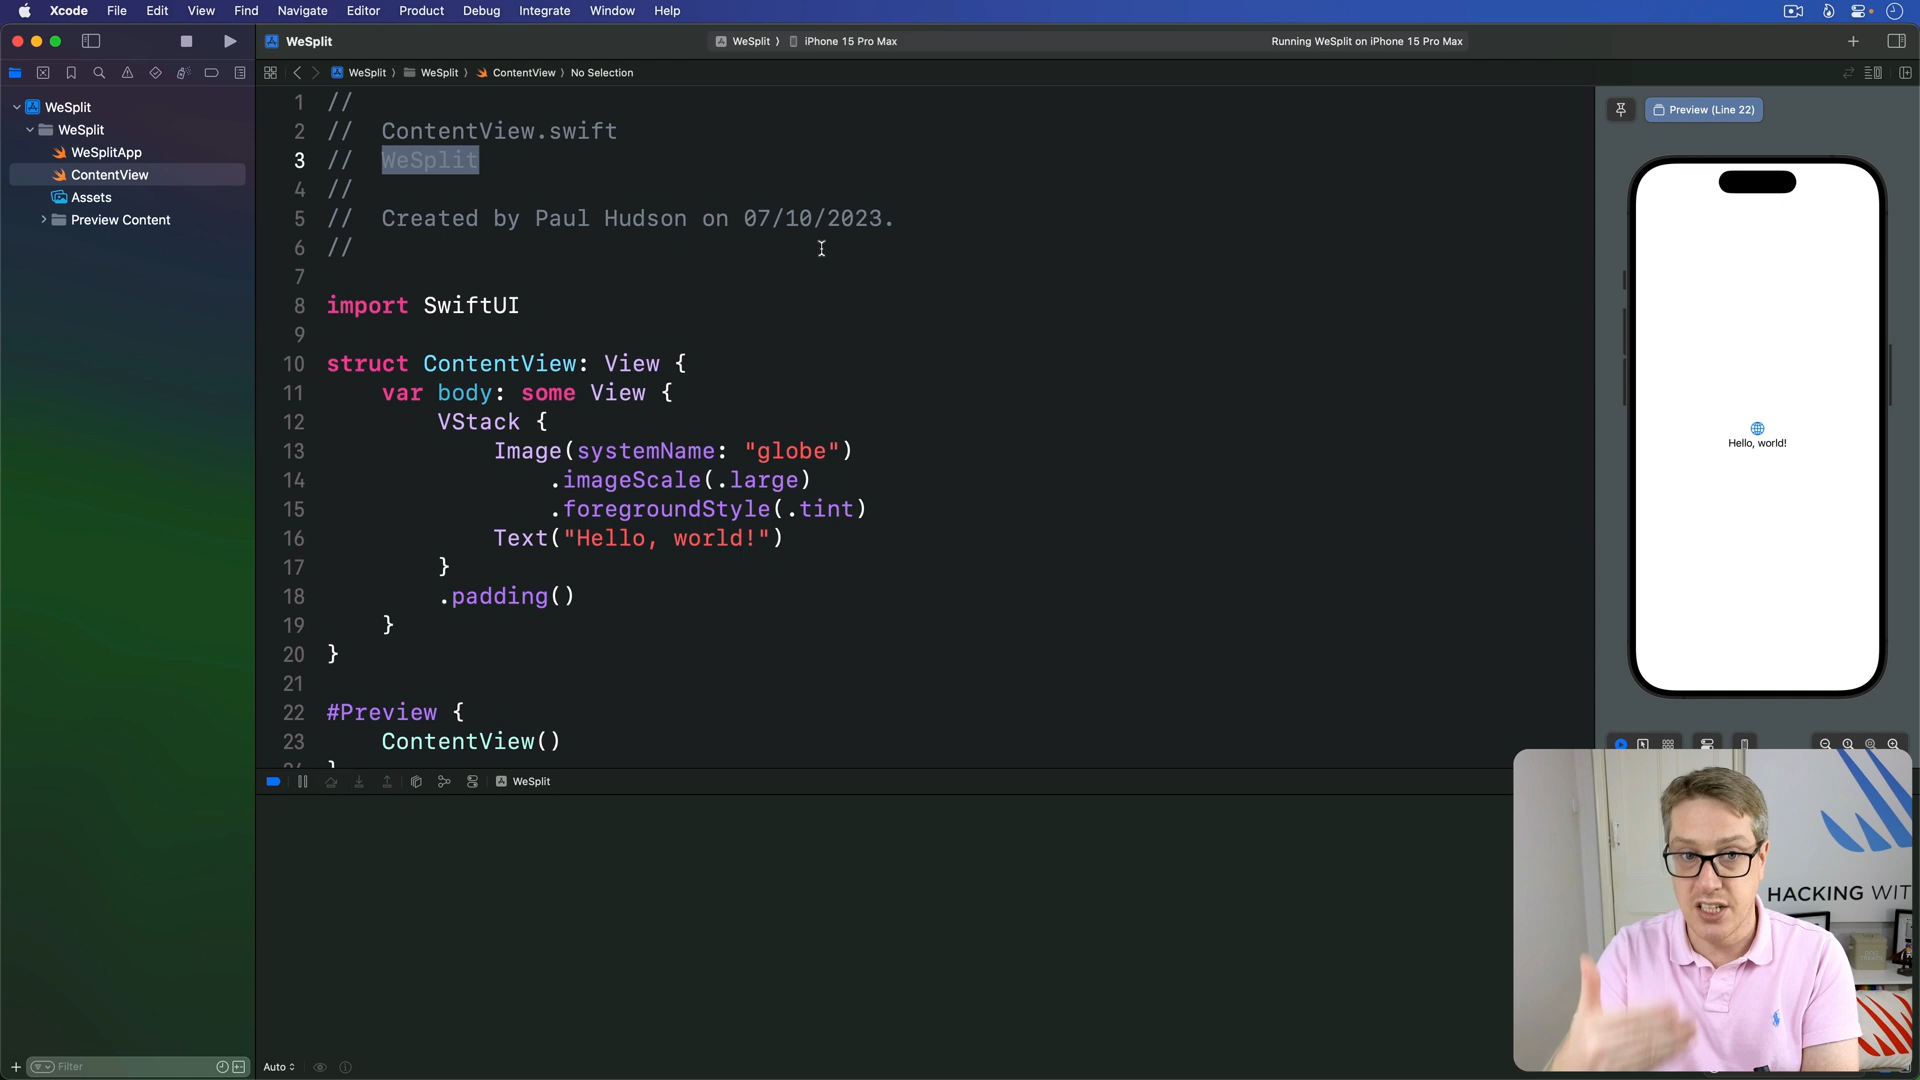 Xcode File Edit View Find Navigate Editor Product Debug Integrate Window Help
WeSplit
WeSplit 〉 iPhone 15 Pro Max
Running WeSplit on iPhone 15 Pro Max
WeSplit 〉 WeSplit 〉 ContentView 〉 No Selection
WeSplit
WeSplit
WeSplitApp
ContentView
Assets
Preview Content
1 //
2 //  ContentView.swift
3 //  WeSplit
4 //
5 //  Created by Paul Hudson on 07/10/2023.
6 //
7
8 import SwiftUI
9
10 struct ContentView: View {
11     var body: some View {
12         VStack {
13             Image(systemName: "globe")
14                 .imageScale(.large)
15                 .foregroundStyle(.tint)
16             Text("Hello, world!")
17         }
18         .padding()
19     }
20 }
21
22 #Preview {
23     ContentView()
Preview (Line 22)
Hello, world!
WeSplit
HACKING WIT
Filter
Auto